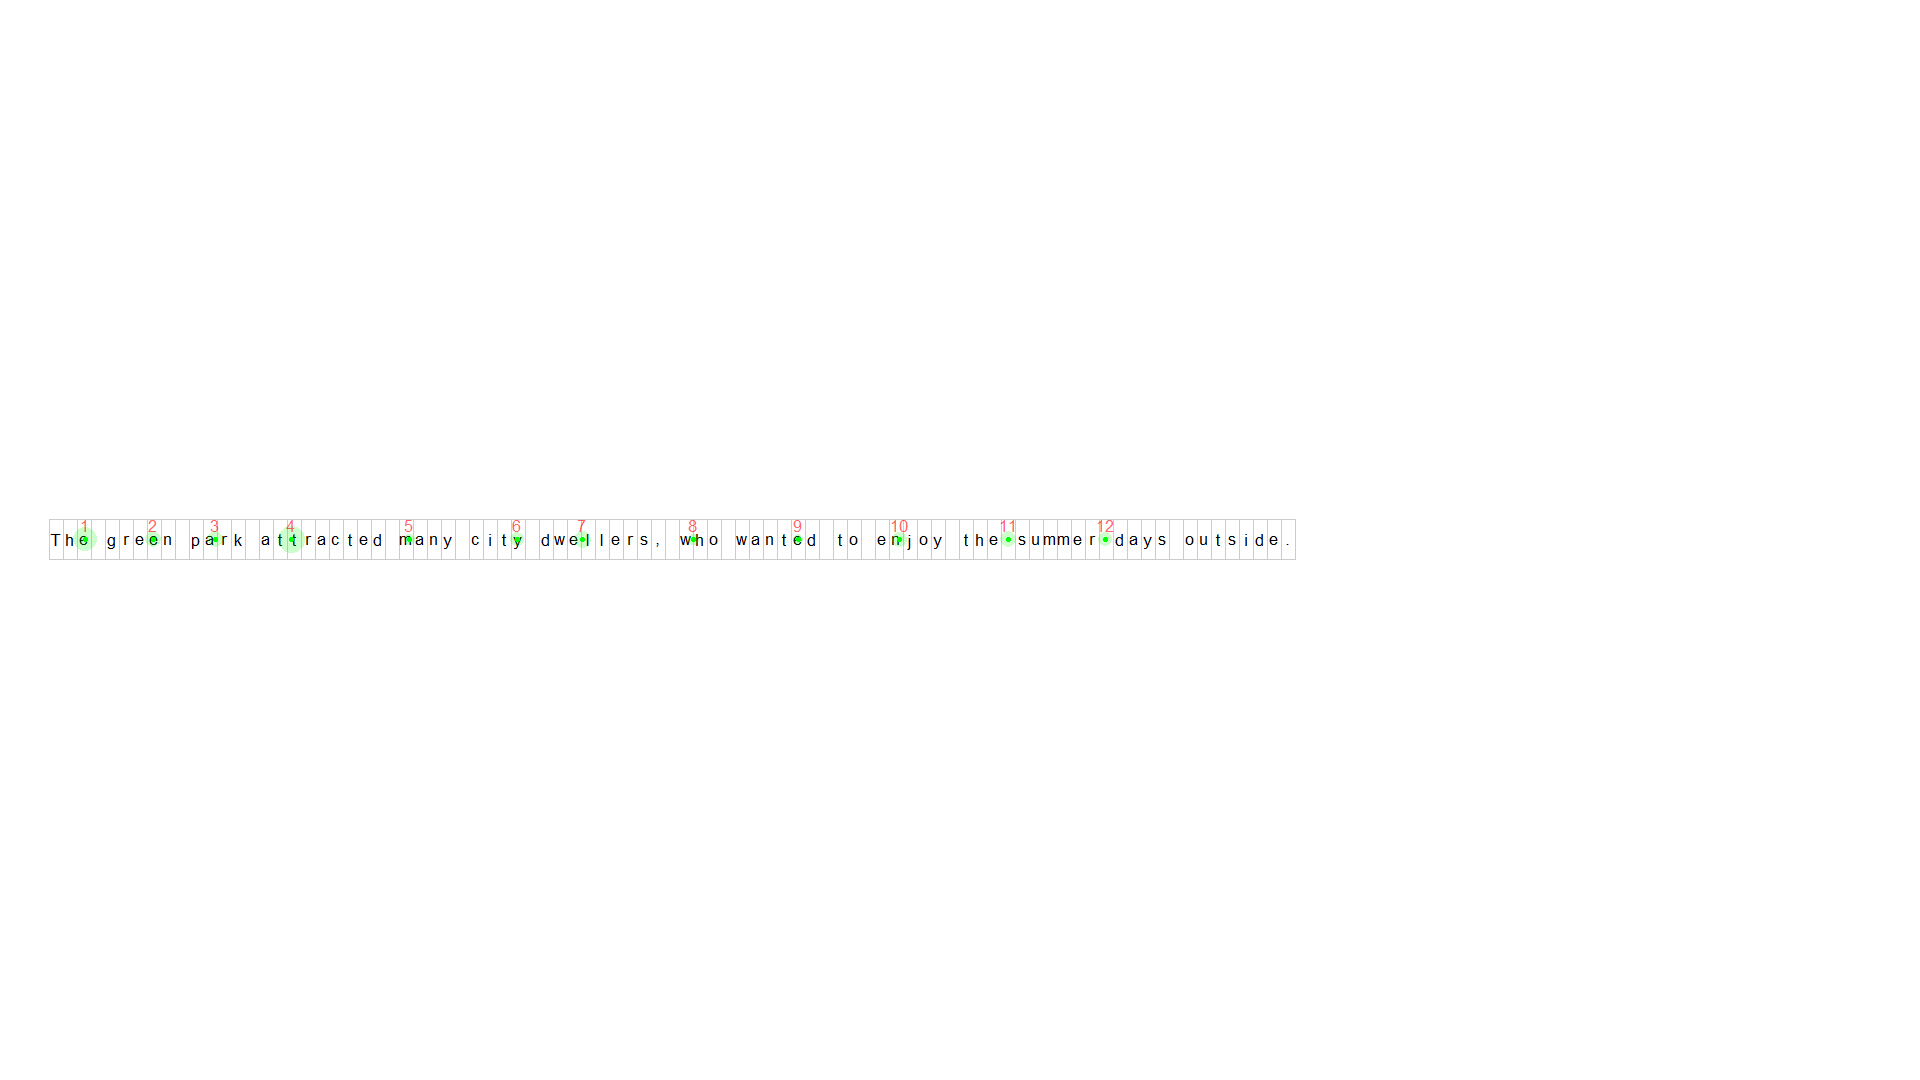 1 2 3 4 5 6 7 8 9 10 11 12
The green park attracted many city dwellers, who wanted to enjoy the summer days outside.